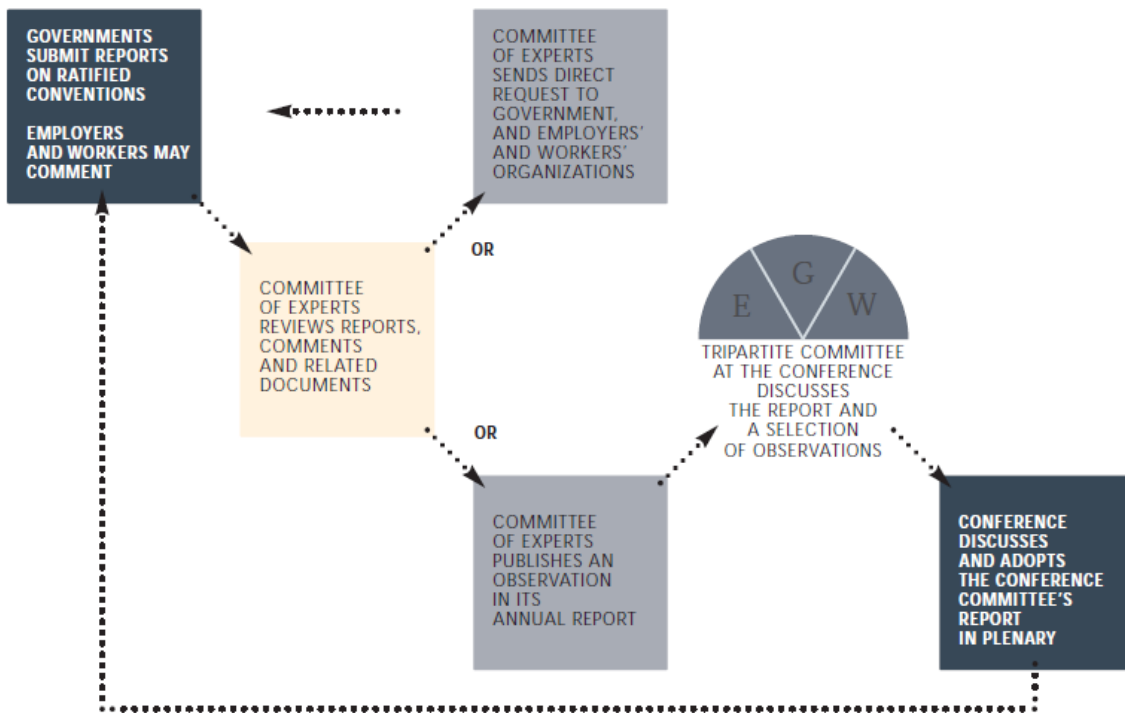 GOVERNMENTS
SUBMIT REPORTS
ON RATIFIED
CONVENTIONS
EMPLOYERS
AND WORKERS MAY
COMMENT
COMMITTEE
OF EXPERTS
SENDS DIRECT
REQUEST TO
GOVERNMENT,
AND EMPLOYERS’
AND WORKERS’
ORGANIZATIONS
OR
COMMITTEE
OF EXPERTS
REVIEWS REPORTS,
COMMENTS
AND RELATED
DOCUMENTS
OR
COMMITTEE
OF EXPERTS
PUBLISHES AN
OBSERVATION
IN ITS
ANNUAL REPORT
E G W
TRIPARTITE COMMITTEE
AT THE CONFERENCE
DISCUSSES
THE REPORT AND
A SELECTION
OF OBSERVATIONS
CONFERENCE
DISCUSSES
AND ADOPTS
THE CONFERENCE
COMMITTEE’S
REPORT
IN PLENARY